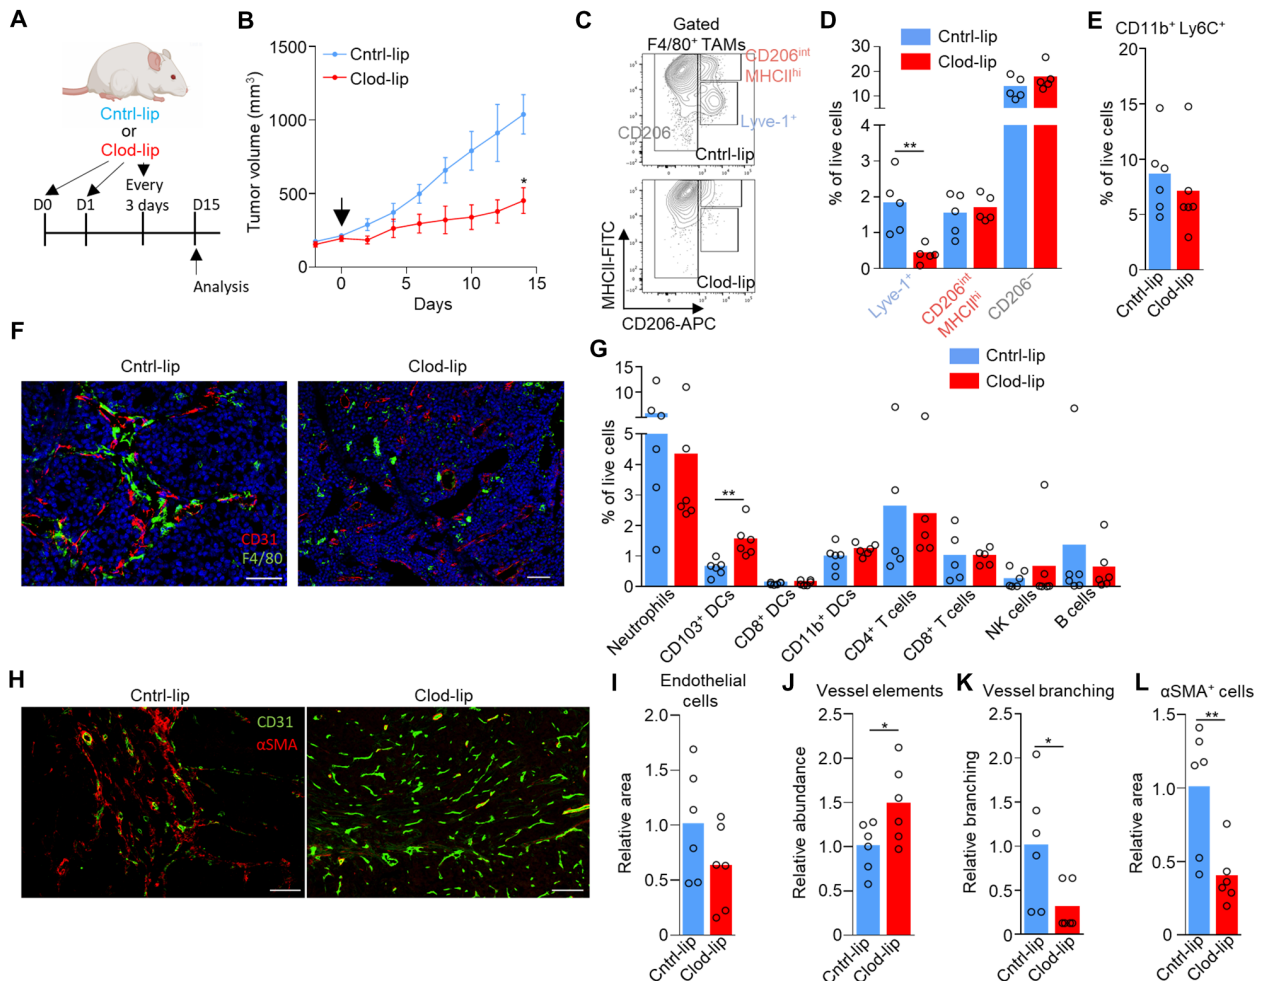 A
Cntrl-lip
or
Clod-lip
Every
3 days
D0
D1
D15
Analysis
B
Cntrl-lip
Clod-lip
Tumor volume (mm³)
1500
1000
500
0
*
0
5
10
15
Days
C
Gated
F4/80⁺ TAMs
CD206ⁱⁿᵗ
MHCIIʰⁱ
CD206⁻
Lyve-1⁺
Cntrl-lip
Clod-lip
MHCII-FITC
CD206-APC
D
Cntrl-lip
Clod-lip
% of live cells
30
20
10
4
3
2
1
0
**
Lyve-1⁺
CD206ⁱⁿᵗ
MHCIIʰⁱ
CD206⁻
E
CD11b⁺ Ly6C⁺
% of live cells
20
15
10
5
0
Cntrl-lip
Clod-lip
F
Cntrl-lip
Clod-lip
CD31
F4/80
G
Cntrl-lip
Clod-lip
% of live cells
15
10
5
4
3
2
1
0
**
Neutrophils
CD103⁺ DCs
CD8⁺ DCs
CD11b⁺ DCs
CD4⁺ T cells
CD8⁺ T cells
NK cells
B cells
H
Cntrl-lip
Clod-lip
CD31
αSMA
I
Endothelial
cells
Relative area
2.0
1.5
1.0
0.5
0
Cntrl-lip
Clod-lip
J
Vessel elements
Relative abundance
2.5
2.0
1.5
1.0
0.5
0
*
Cntrl-lip
Clod-lip
K
Vessel branching
Relative branching
2.5
2.0
1.5
1.0
0.5
0
*
Cntrl-lip
Clod-lip
L
αSMA⁺ cells
Relative area
1.5
1.0
0.5
0
**
Cntrl-lip
Clod-lip